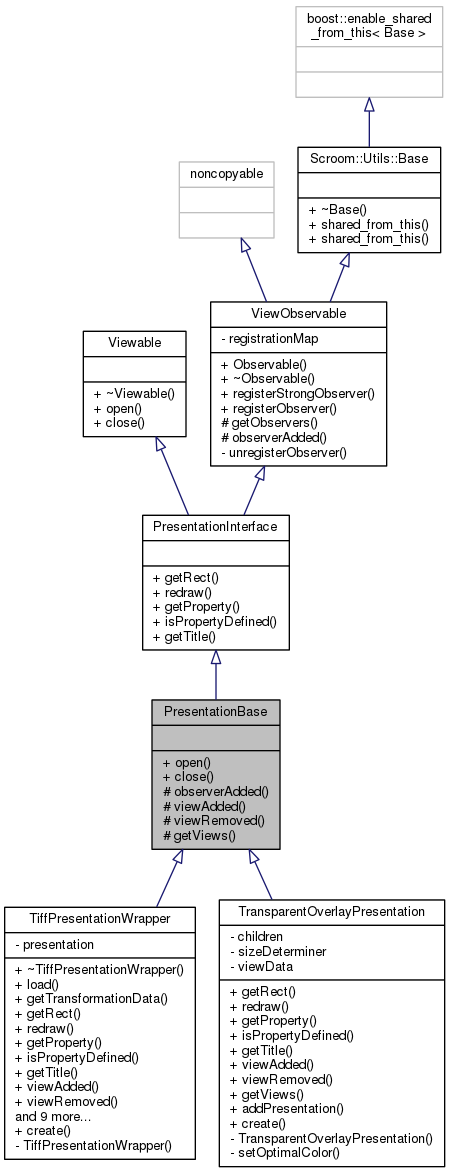 boost::enable_shared
_from_this< Base >
Scroom::Utils::Base
+ ~Base()
+ shared_from_this()
+ shared_from_this()
noncopyable
ViewObservable
- registrationMap
+ Observable()
+ ~Observable()
+ registerStrongObserver()
+ registerObserver()
# getObservers()
# observerAdded()
- unregisterObserver()
Viewable
+ ~Viewable()
+ open()
+ close()
PresentationInterface
+ getRect()
+ redraw()
+ getProperty()
+ isPropertyDefined()
+ getTitle()
PresentationBase
+ open()
+ close()
# observerAdded()
# viewAdded()
# viewRemoved()
# getViews()
TiffPresentationWrapper
- presentation
+ ~TiffPresentationWrapper()
+ load()
+ getTransformationData()
+ getRect()
+ redraw()
+ getProperty()
+ isPropertyDefined()
+ getTitle()
+ viewAdded()
+ viewRemoved()
and 9 more...
+ create()
- TiffPresentationWrapper()
TransparentOverlayPresentation
- children
- sizeDeterminer
- viewData
+ getRect()
+ redraw()
+ getProperty()
+ isPropertyDefined()
+ getTitle()
+ viewAdded()
+ viewRemoved()
+ getViews()
+ addPresentation()
+ create()
- TransparentOverlayPresentation()
- setOptimalColor()